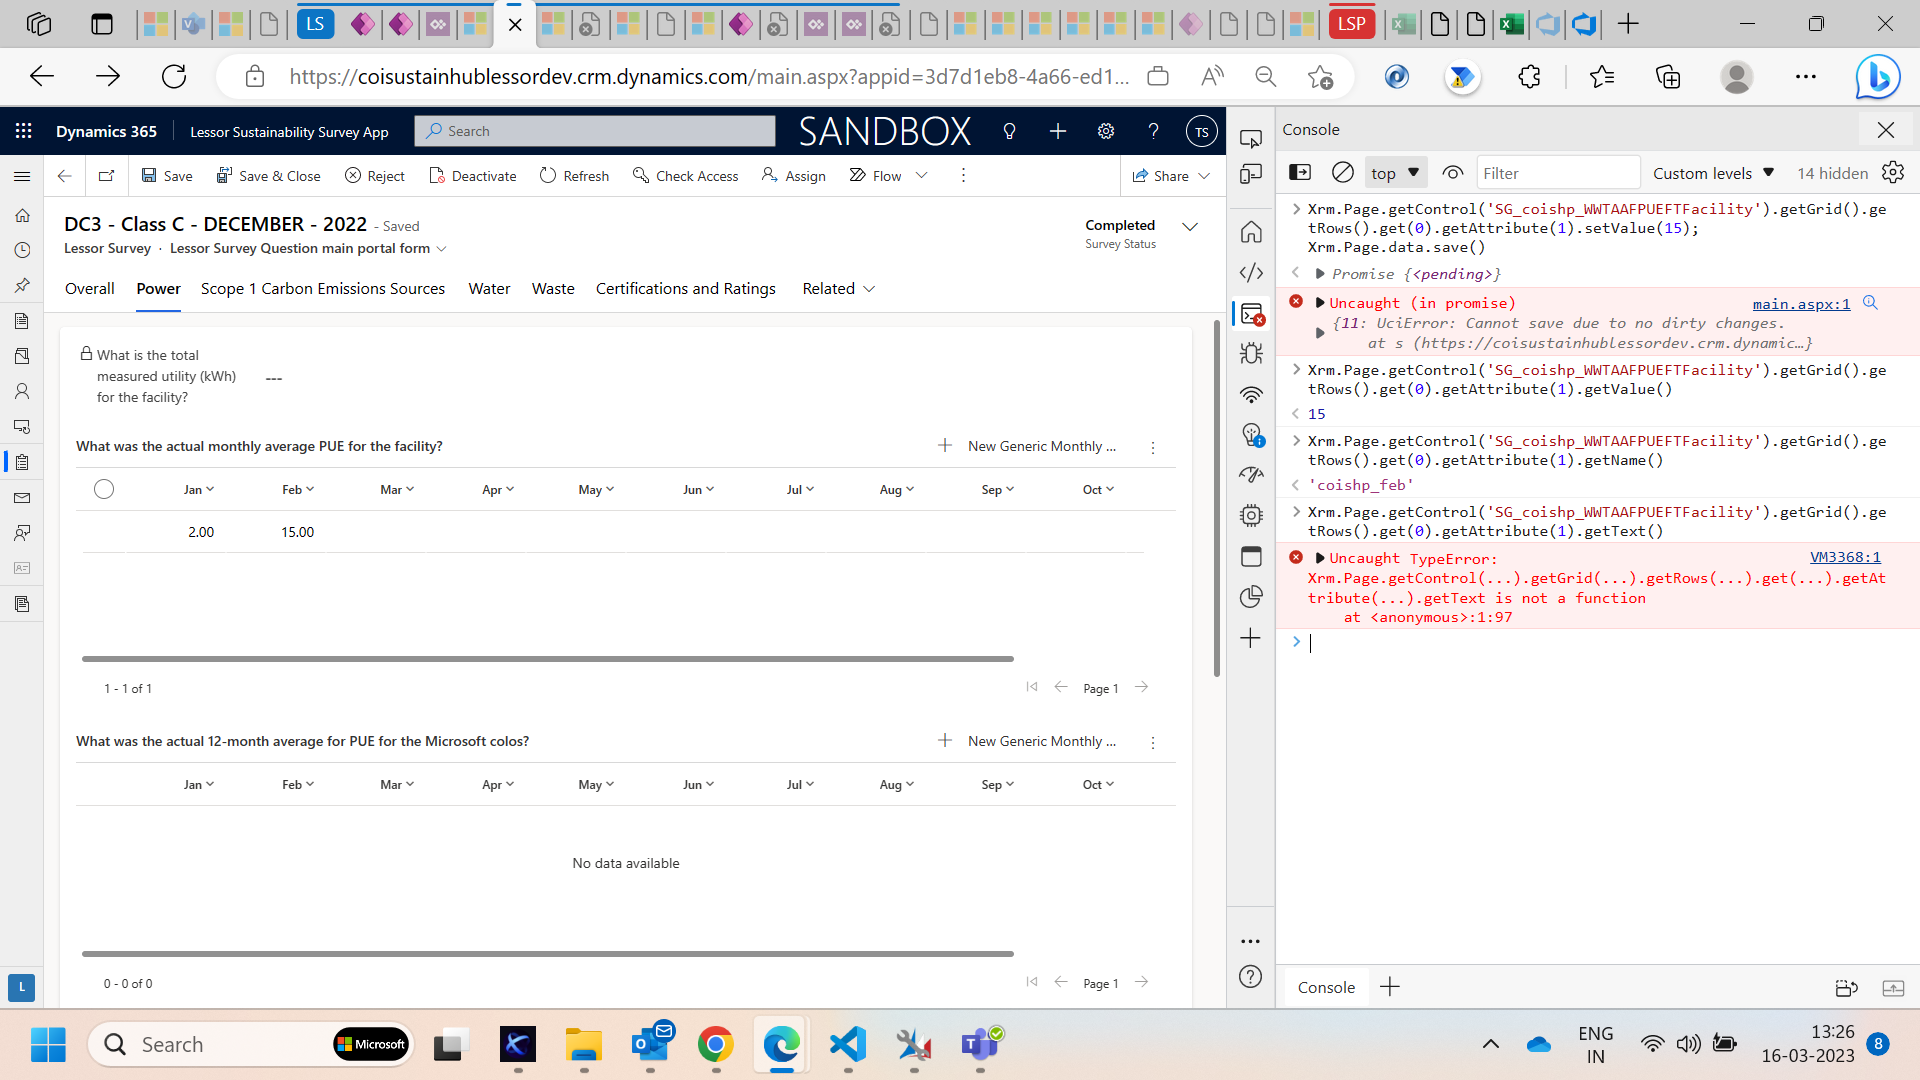 LS
LSP
https://coisustainhublessordev.crm.dynamics.com/main.aspx?appid=3d7d1eb8-4a66-ed1...
Dynamics 365
Lessor Sustainability Survey App
Search
SANDBOX
TS
Save
Save & Close
Reject
Deactivate
Refresh
Check Access
Assign
Flow
Share
DC3 - Class C - DECEMBER - 2022 - Saved
Lessor Survey · Lessor Survey Question main portal form
Completed
Survey Status
Overall
Power
Scope 1 Carbon Emissions Sources
Water
Waste
Certifications and Ratings
Related
What is the total
measured utility (kWh)
for the facility?
---
What was the actual monthly average PUE for the facility?
New Generic Monthly ...
Jan Feb Mar Apr May Jun Jul Aug Sep Oct
2.00 15.00
1 - 1 of 1
Page 1
What was the actual 12-month average for PUE for the Microsoft colos?
New Generic Monthly ...
Jan Feb Mar Apr May Jun Jul Aug Sep Oct
No data available
0 - 0 of 0
Page 1
L
Console
top
Filter
Custom levels
14 hidden
Xrm.Page.getControl('SG_coishp_WWTAAFPUEFTFacility').getGrid().ge
tRows().get(0).getAttribute(1).setValue(15);
Xrm.Page.data.save()
Promise {<pending>}
Uncaught (in promise)
main.aspx:1
{11: UciError: Cannot save due to no dirty changes.
at s (https://coisustainhublessordev.crm.dynamic…}
Xrm.Page.getControl('SG_coishp_WWTAAFPUEFTFacility').getGrid().ge
tRows().get(0).getAttribute(1).getValue()
15
Xrm.Page.getControl('SG_coishp_WWTAAFPUEFTFacility').getGrid().ge
tRows().get(0).getAttribute(1).getName()
'coishp_feb'
Xrm.Page.getControl('SG_coishp_WWTAAFPUEFTFacility').getGrid().ge
tRows().get(0).getAttribute(1).getText()
Uncaught TypeError:
VM3368:1
Xrm.Page.getControl(...).getGrid(...).getRows(...).get(...).getAt
tribute(...).getText is not a function
at <anonymous>:1:97
Console
Search
Microsoft
ENG
IN
13:26
16-03-2023
8